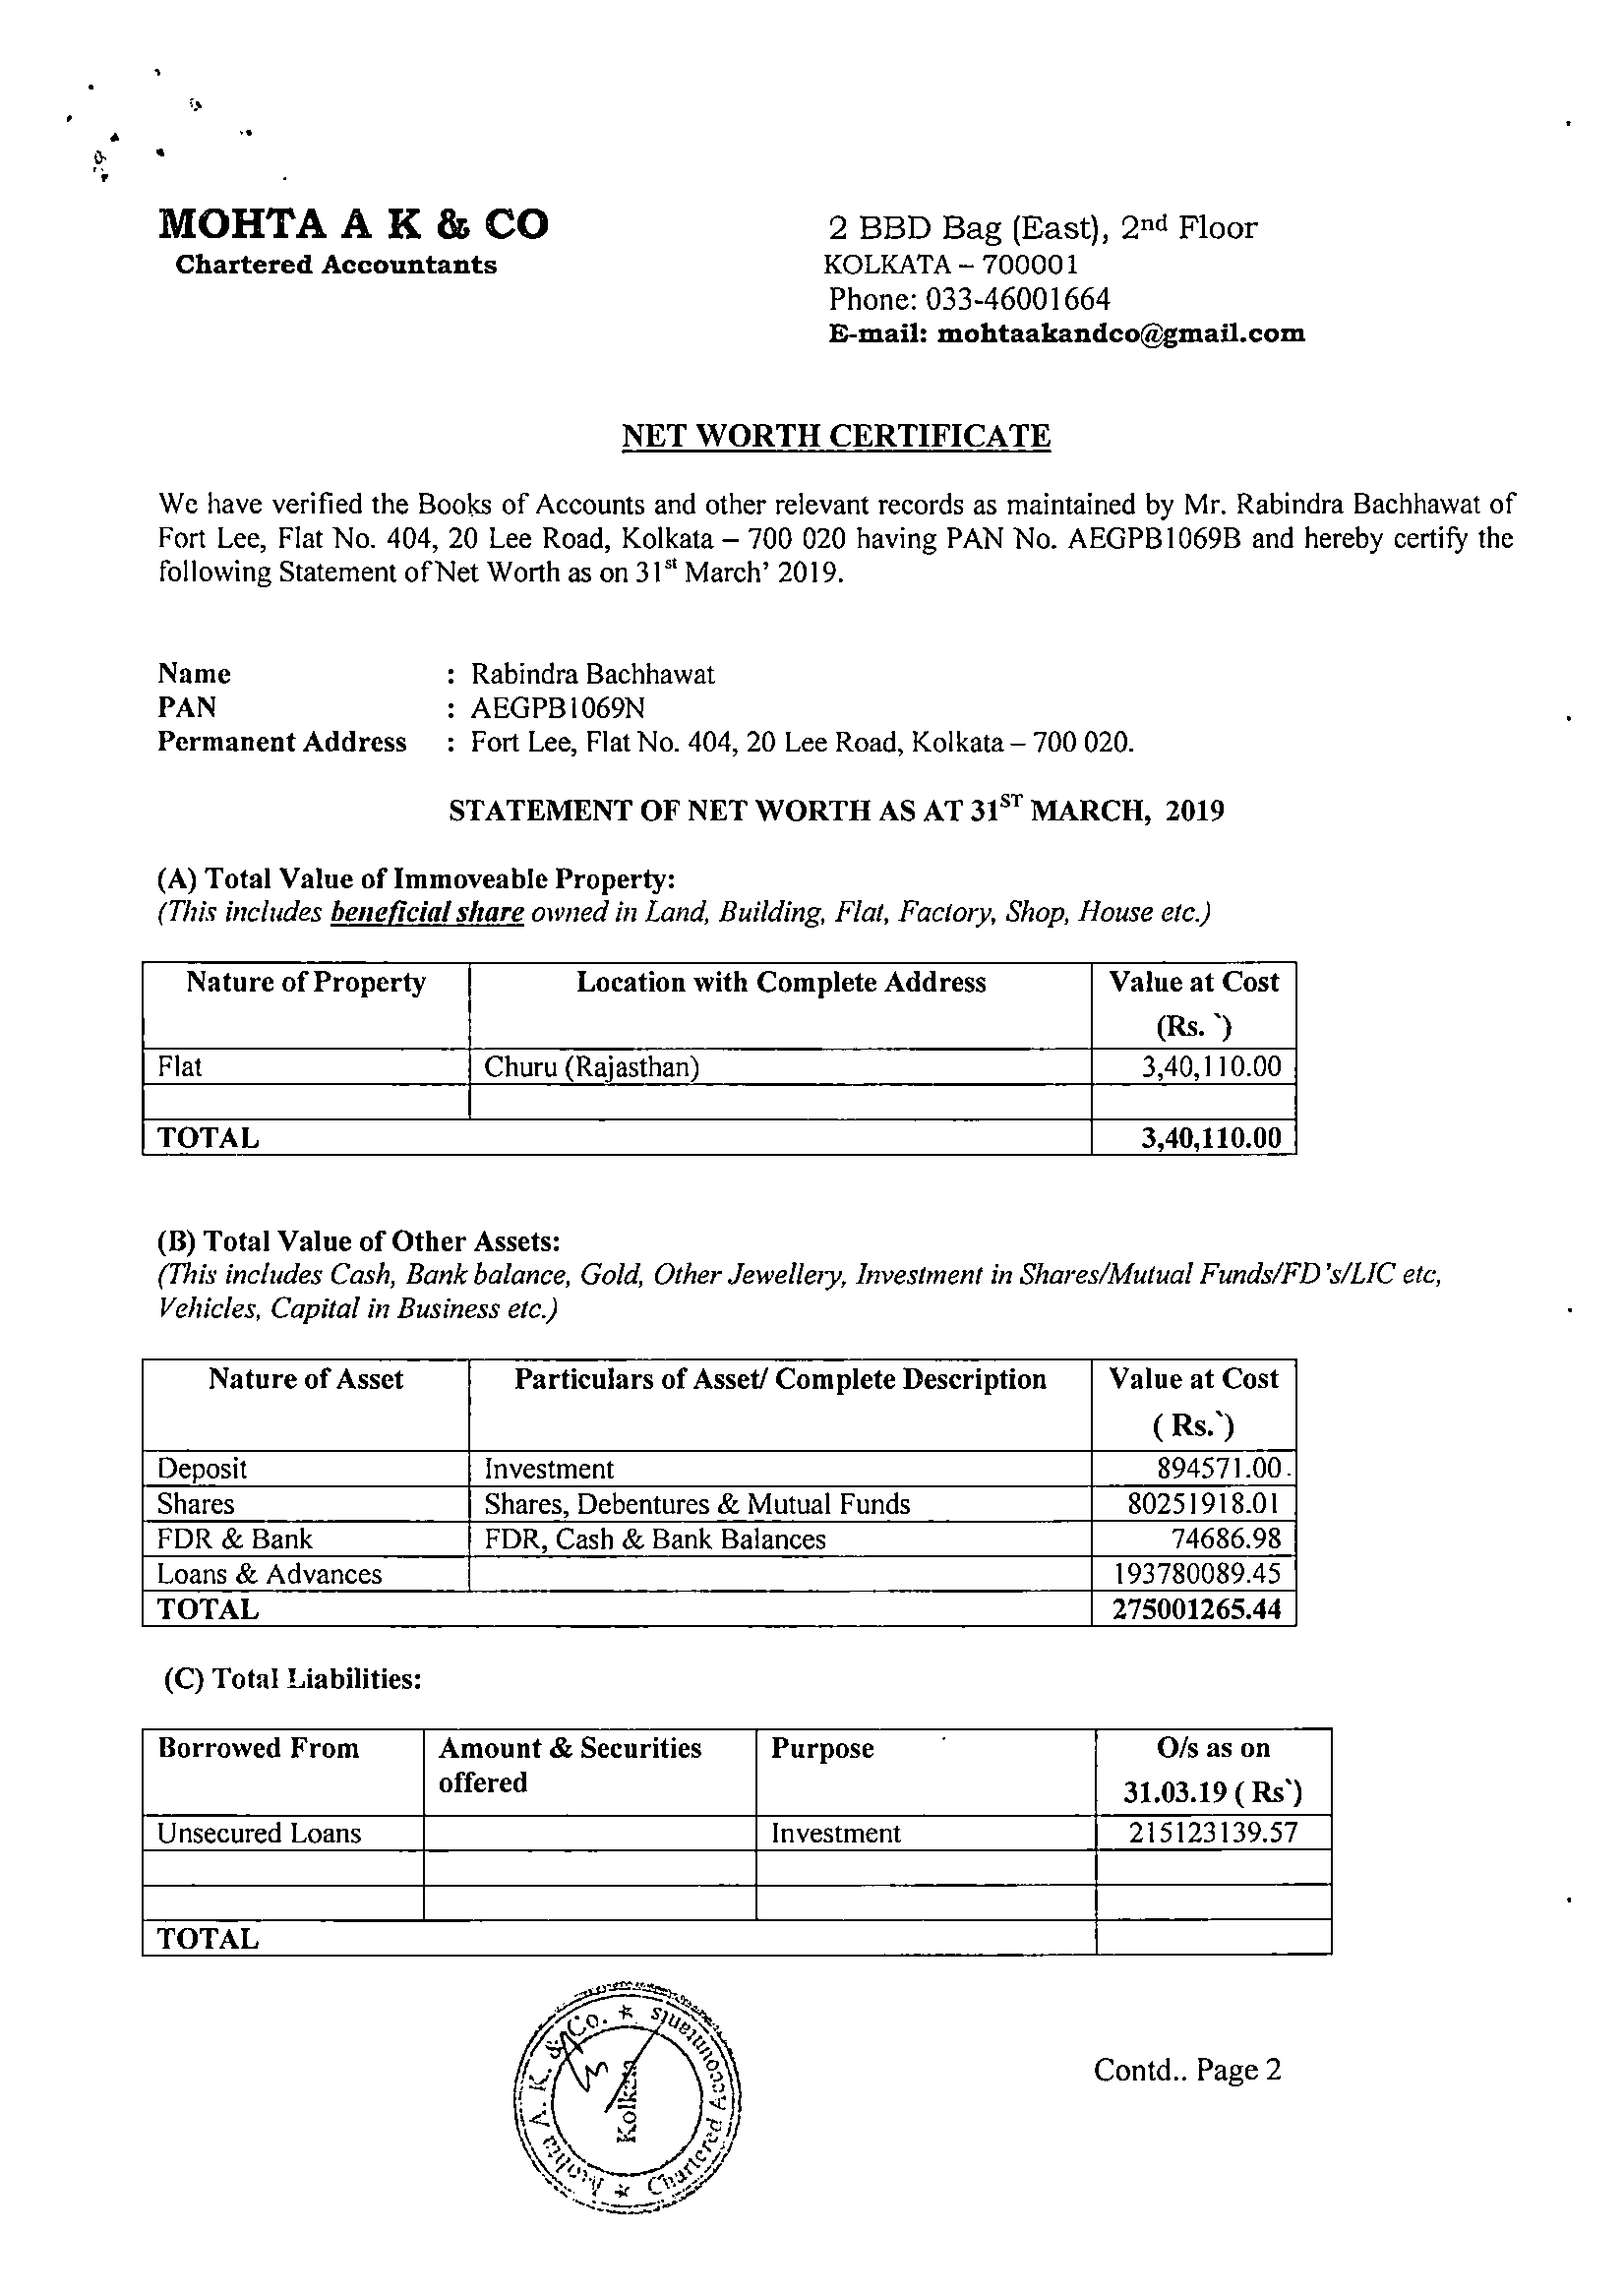 MOHTA A K & CO
Chartered Accountants
2 BBD Bag (East), 2nd Floor
KOLKATA – 700001
Phone: 033-46001664
E-mail: mohtaakandco@gmail.com
NET WORTH CERTIFICATE
We have verified the Books of Accounts and other relevant records as maintained by Mr. Rabindra Bachhawat of
Fort Lee, Flat No. 404, 20 Lee Road, Kolkata – 700 020 having PAN No. AEGPB1069B and hereby certify the
following Statement of Net Worth as on 31st March' 2019.
Name : Rabindra Bachhawat
PAN : AEGPB1069N
Permanent Address : Fort Lee, Flat No. 404, 20 Lee Road, Kolkata – 700 020.
STATEMENT OF NET WORTH AS AT 31ST MARCH, 2019
(A) Total Value of Immoveable Property:
(This includes beneficial share owned in Land, Building, Flat, Factory, Shop, House etc.)
Nature of Property Location with Complete Address Value at Cost
(Rs. `)
Flat Churu (Rajasthan) 3,40,110.00
TOTAL 3,40,110.00
(B) Total Value of Other Assets:
(This includes Cash, Bank balance, Gold, Other Jewellery, Investment in Shares/Mutual Funds/FD's/LIC etc,
Vehicles, Capital in Business etc.)
Nature of Asset Particulars of Asset/ Complete Description Value at Cost
( Rs.`)
Deposit Investment 894571.00
Shares Shares, Debentures & Mutual Funds 80251918.01
FDR & Bank FDR, Cash & Bank Balances 74686.98
Loans & Advances 193780089.45
TOTAL 275001265.44
(C) Total Liabilities:
Borrowed From Amount & Securities Purpose O/s as on
offered 31.03.19 ( Rs`)
Unsecured Loans Investment 215123139.57
TOTAL
Mohta A. K. & Co. * Chartered Accountants *
Kolkata
Contd.. Page 2